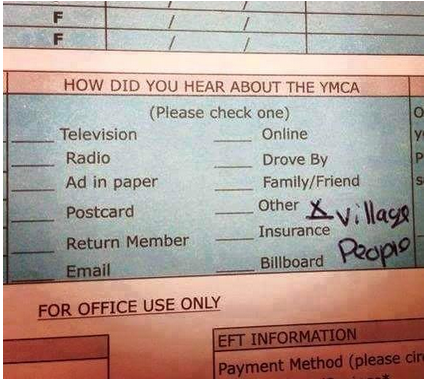 F / /
F / /
HOW DID YOU HEAR ABOUT THE YMCA
(Please check one)
Television Online
Radio Drove By
Ad in paper Family/Friend
Postcard Other X Village
Return Member Insurance People
Email Billboard
FOR OFFICE USE ONLY
EFT INFORMATION
Payment Method (please cir